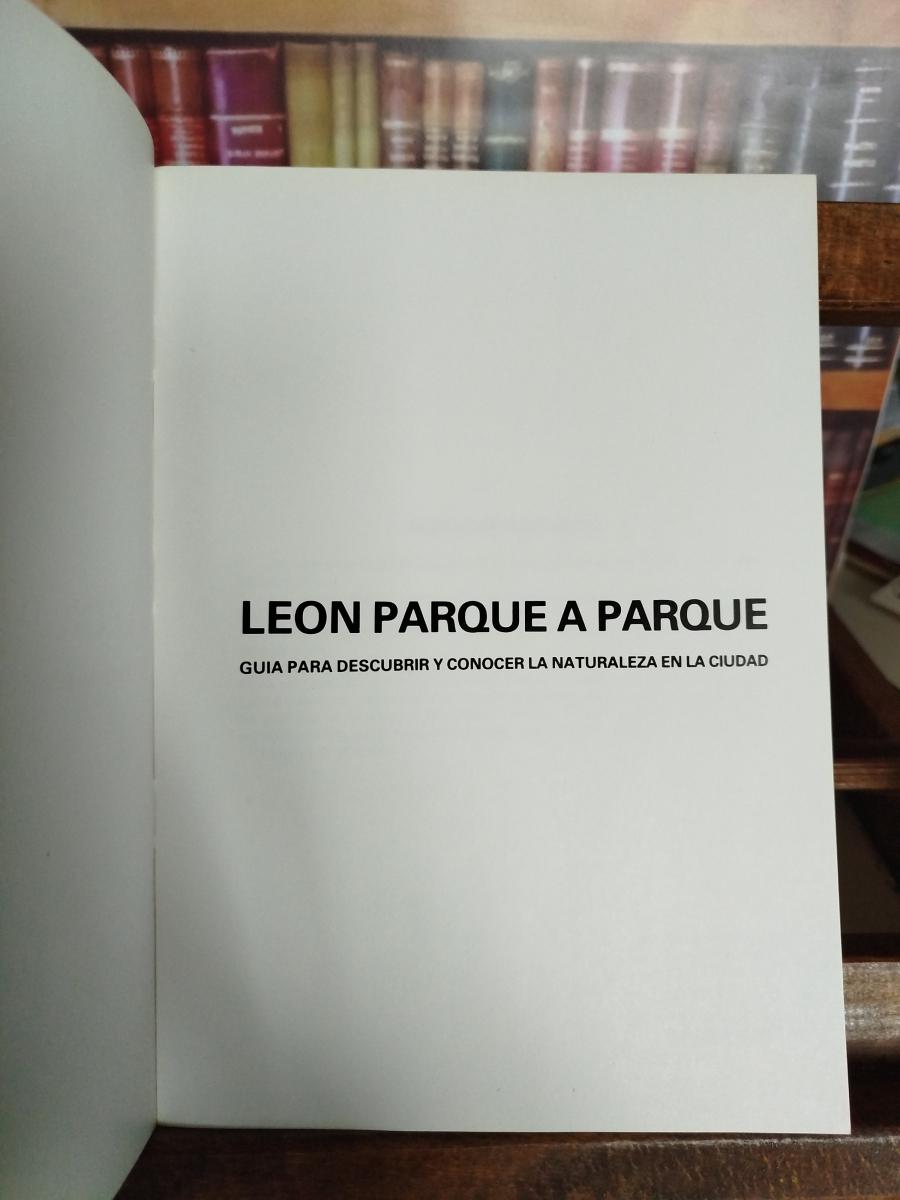 LEON PARQUE A PARQUE
GUIA PARA DESCUBRIR Y CONOCER LA NATURALEZA EN LA CIUDAD